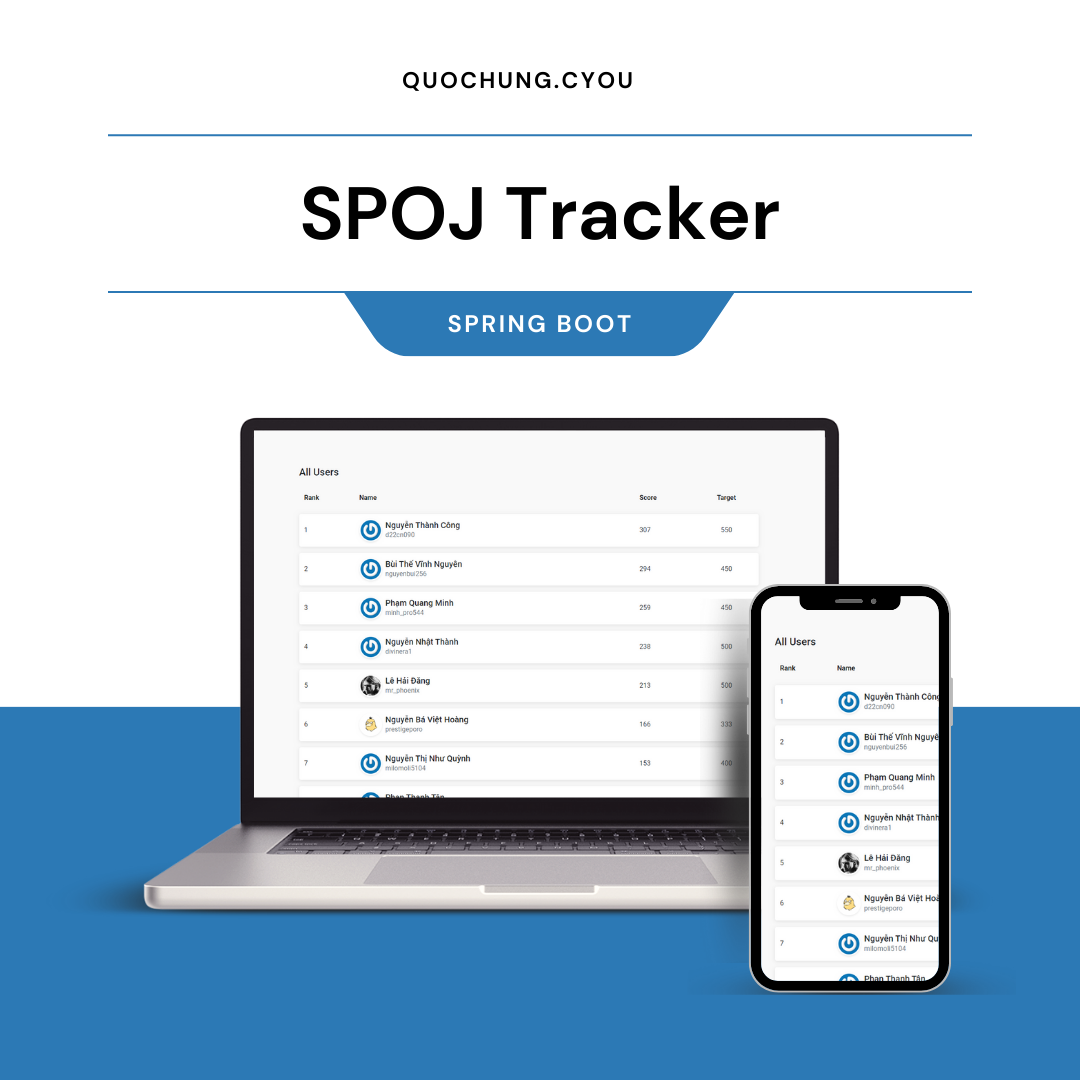 QUOCHUNG.CYOU
SPOJ Tracker
SPRING BOOT
All Users
Rank Name Score Target
1 Nguyễn Thành Công 307 550
d22cn090
2 Bùi Thế Vĩnh Nguyên 294 450
nguyenbui256
3 Phạm Quang Minh 259 450
minh_pro544
4 Nguyễn Nhật Thành 238 500
divinera1
5 Lê Hải Đăng 213 500
mr_phoenix
6 Nguyễn Bá Việt Hoàng 166 333
prestigeporo
7 Nguyễn Thị Như Quỳnh 153 400
milomoli5104
Phan Thanh Tân
All Users
Rank Name
1 Nguyễn Thành Công
d22cn090
2 Bùi Thế Vĩnh Nguyê
nguyenbui256
3 Phạm Quang Minh
minh_pro544
4 Nguyễn Nhật Thành
divinera1
5 Lê Hải Đăng
mr_phoenix
6 Nguyễn Bá Việt Hoà
prestigeporo
7 Nguyễn Thị Như Qu
milomoli5104
Phan Thanh Tân